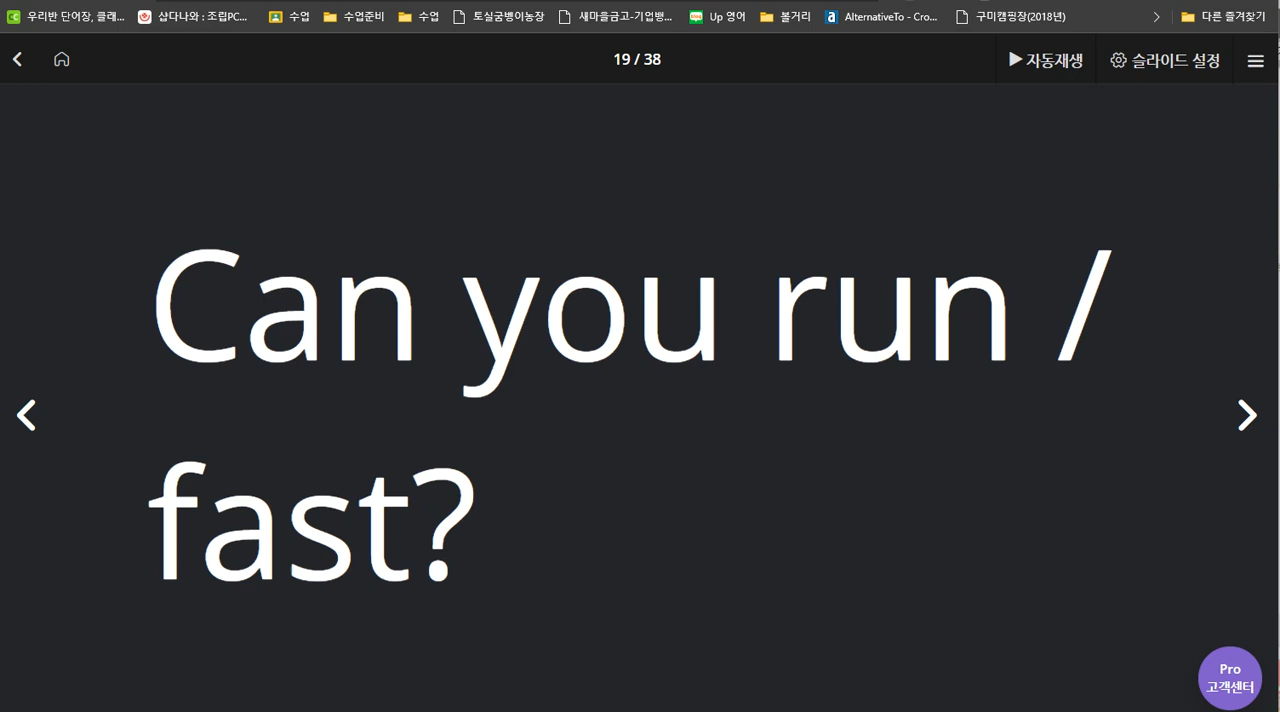 우리반 단어장, 클래... 샵다나와 : 조립PC... 수업 수업준비 수업 토실굼벵이농장 새마을금고-기업뱅... Up 영어 볼거리 AlternativeTo - Cro... 구미캠핑장(2018년) 다른 즐겨찾기
19 / 38 자동재생 슬라이드 설정
Can you run /
fast?
Pro
고객센터